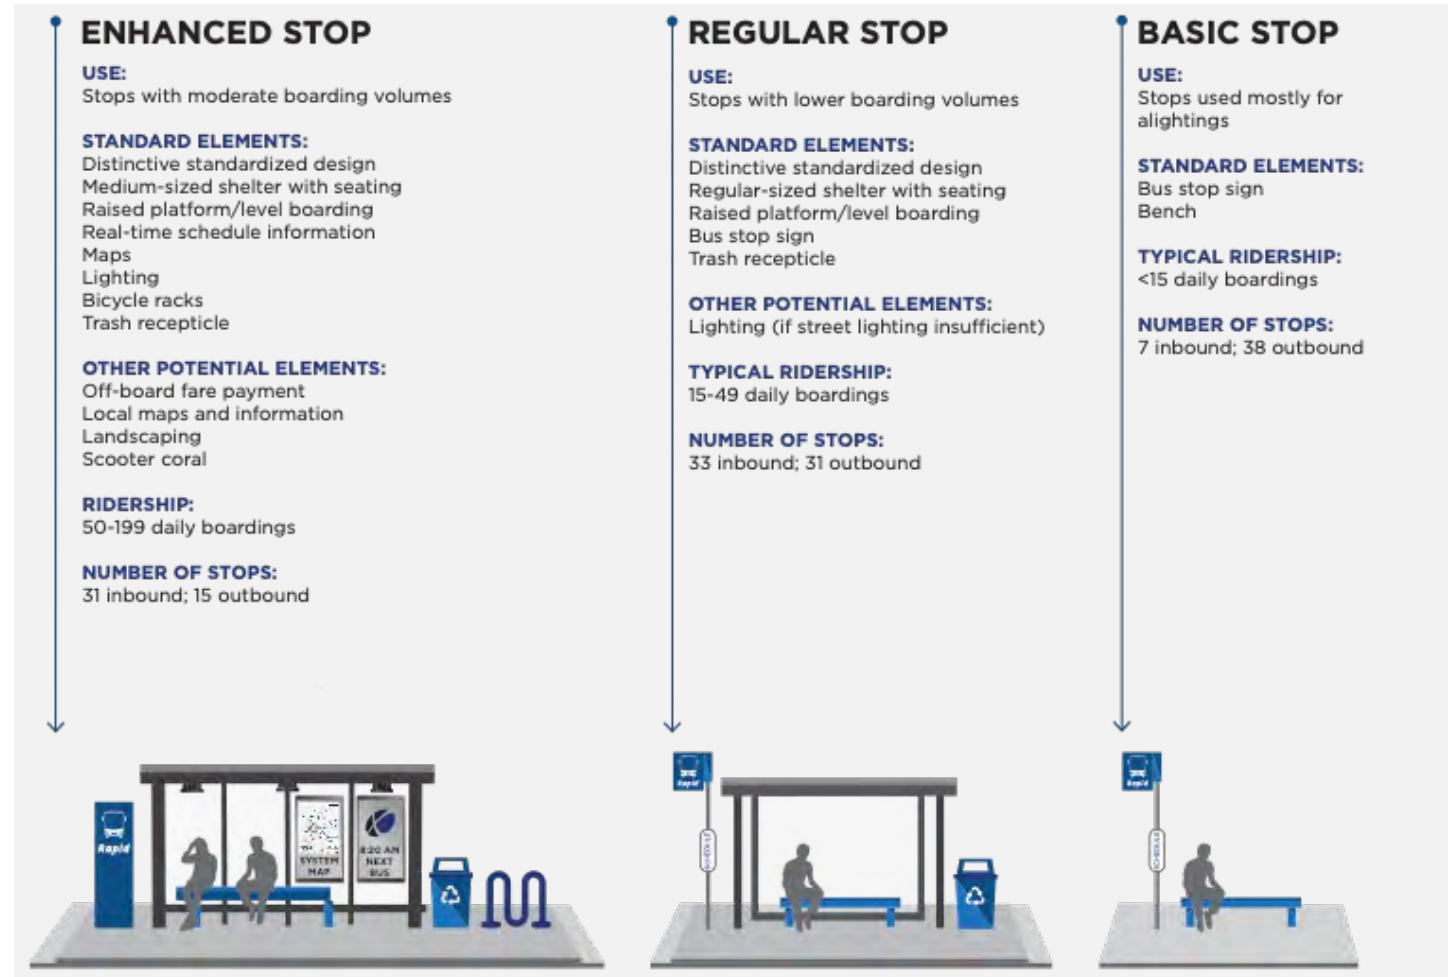 ENHANCED STOP
USE:
Stops with moderate boarding volumes
STANDARD ELEMENTS:
Distinctive standardized design
Medium-sized shelter with seating
Raised platform/level boarding
Real-time schedule information
Maps
Lighting
Bicycle racks
Trash recepticle
OTHER POTENTIAL ELEMENTS:
Off-board fare payment
Local maps and information
Landscaping
Scooter coral
RIDERSHIP:
50-199 daily boardings
NUMBER OF STOPS:
31 inbound; 15 outbound
Rapid
SYSTEM
MAP
8:20 AM
NEXT
BUS
REGULAR STOP
USE:
Stops with lower boarding volumes
STANDARD ELEMENTS:
Distinctive standardized design
Regular-sized shelter with seating
Raised platform/level boarding
Bus stop sign
Trash recepticle
OTHER POTENTIAL ELEMENTS:
Lighting (if street lighting insufficient)
TYPICAL RIDERSHIP:
15-49 daily boardings
NUMBER OF STOPS:
33 inbound; 31 outbound
Rapid
SCHEDULE
BASIC STOP
USE:
Stops used mostly for
alightings
STANDARD ELEMENTS:
Bus stop sign
Bench
TYPICAL RIDERSHIP:
<15 daily boardings
NUMBER OF STOPS:
7 inbound; 38 outbound
Rapid
SCHEDULE